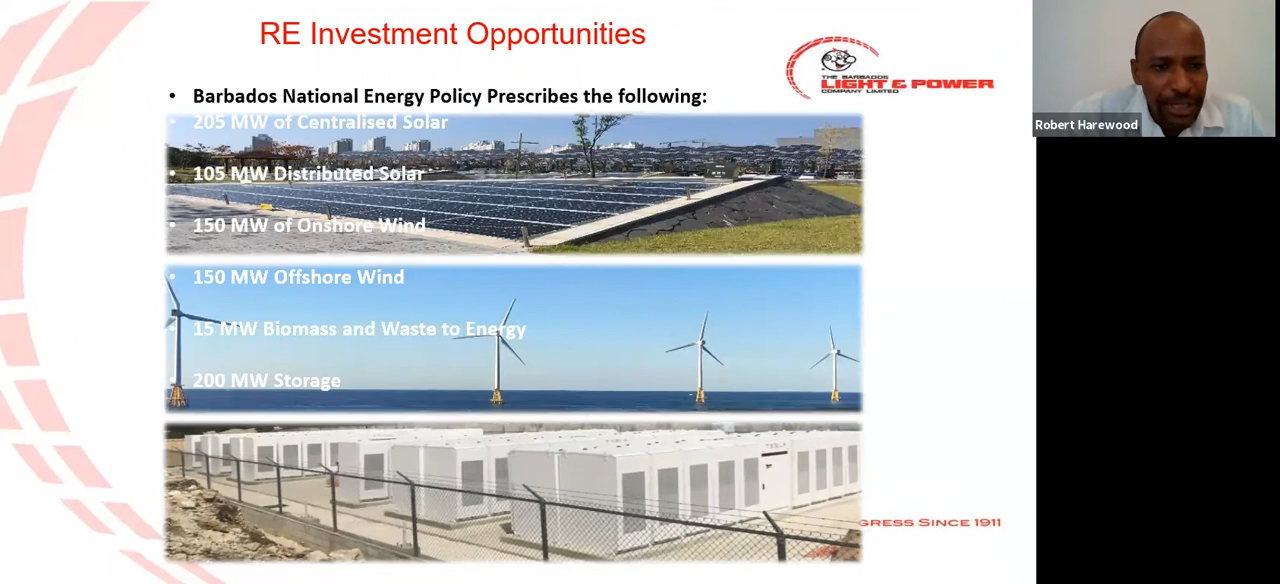 RE Investment Opportunities
THE BARBADOS
LIGHT & POWER
COMPANY LIMITED
• Barbados National Energy Policy Prescribes the following:
• 205 MW of Centralised Solar
• 105 MW Distributed Solar
• 150 MW of Onshore Wind
• 150 MW Offshore Wind
• 15 MW Biomass and Waste to Energy
• 200 MW Storage
TESLA
GRESS SINCE 1911
Robert Harewood